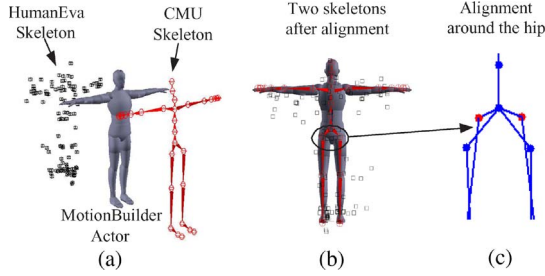 HumanEva
Skeleton
CMU
Skeleton
MotionBuilder
Actor
(a)
Two skeletons
after alignment
(b)
Alignment
around the hip
(c)